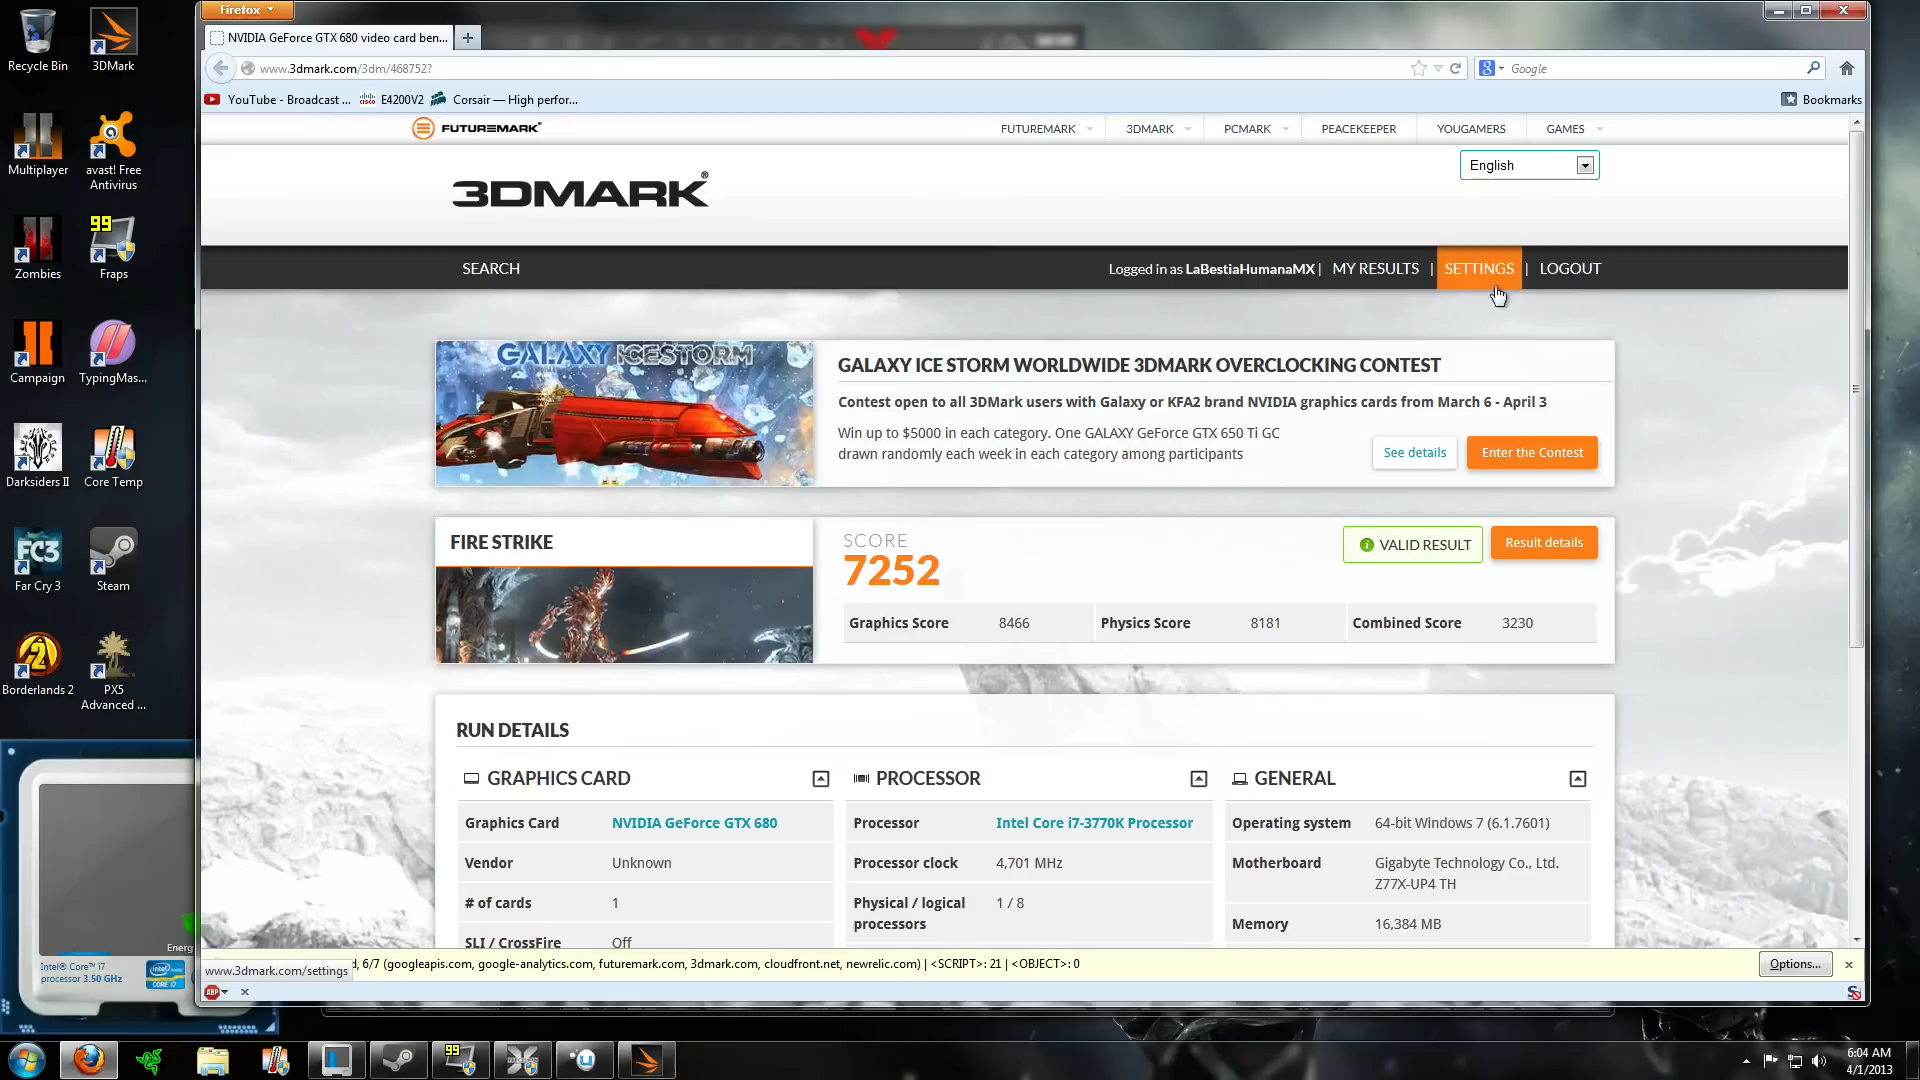 Firefox
NVIDIA GeForce GTX 680 video card ben...
www.3dmark.com/3dm/468752?
Google
YouTube - Broadcast ...
E4200V2
Corsair — High perfor...
Bookmarks
FUTUREMARK
FUTUREMARK
3DMARK
PCMARK
PEACEKEEPER
YOUGAMERS
GAMES
English
3DMARK®
SEARCH
Logged in as LaBestiaHumanaMX | MY RESULTS | SETTINGS | LOGOUT
GALAXY ICESTORM
GALAXY ICE STORM WORLDWIDE 3DMARK OVERCLOCKING CONTEST
Contest open to all 3DMark users with Galaxy or KFA2 brand NVIDIA graphics cards from March 6 - April 3
Win up to $5000 in each category. One GALAXY GeForce GTX 650 Ti GC
drawn randomly each week in each category among participants
See details
Enter the Contest
FIRE STRIKE
SCORE
7252
VALID RESULT
Result details
Graphics Score 8466
Physics Score 8181
Combined Score 3230
RUN DETAILS
GRAPHICS CARD
Graphics Card NVIDIA GeForce GTX 680
Vendor Unknown
# of cards 1
SLI / CrossFire Off
PROCESSOR
Processor Intel Core i7-3770K Processor
Processor clock 4,701 MHz
Physical / logical 1 / 8
processors
GENERAL
Operating system 64-bit Windows 7 (6.1.7601)
Motherboard Gigabyte Technology Co., Ltd.
Z77X-UP4 TH
Memory 16,384 MB
d, 6/7 (googleapis.com, google-analytics.com, futuremark.com, 3dmark.com, cloudfront.net, newrelic.com) | <SCRIPT>: 21 | <OBJECT>: 0
Options...
www.3dmark.com/settings
ABP
Recycle Bin
3DMark
Multiplayer
avast! Free
Antivirus
Zombies
99
Fraps
Campaign
TypingMas...
Darksiders II
Core Temp
FC3
Far Cry 3
Steam
Borderlands 2
PX5
Advanced ...
Energ
Intel® Core™ i7
processor 3.50 GHz
CORE i7
99
6:04 AM
4/1/2013